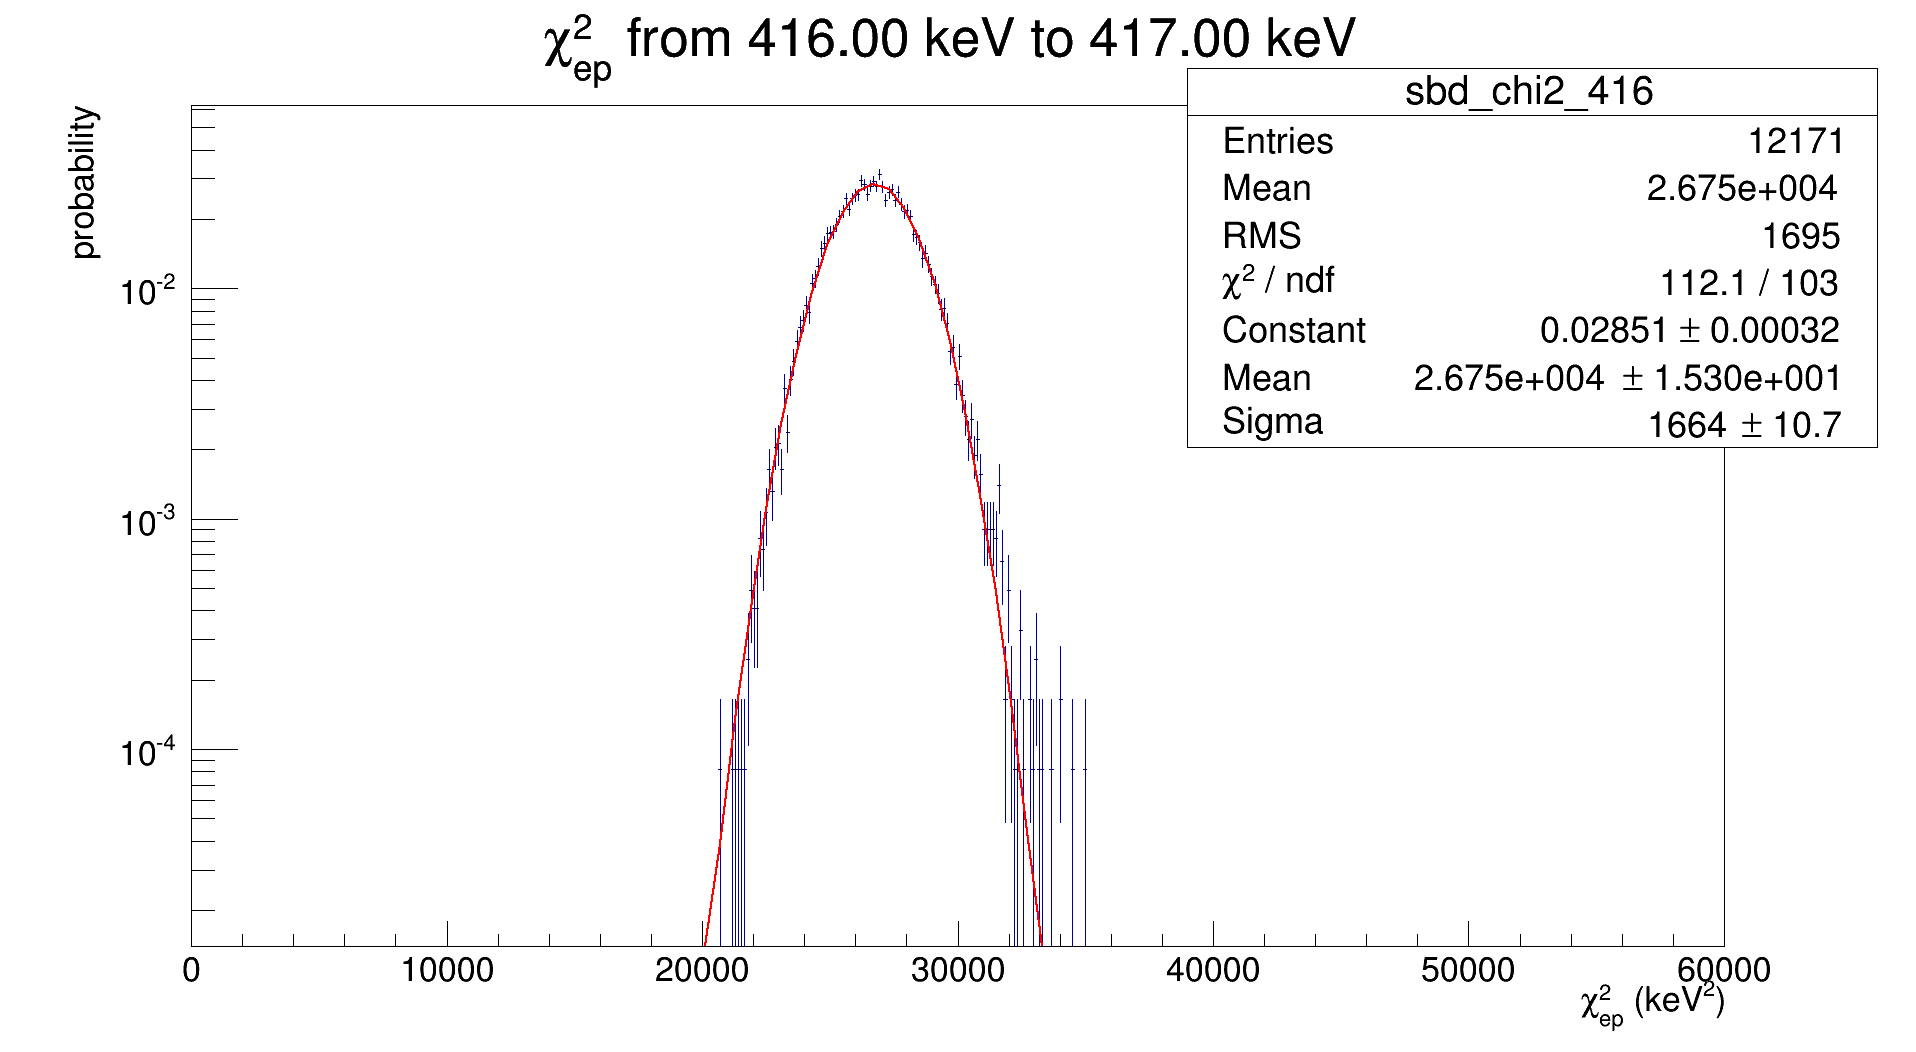 χ²ep from 416.00 keV to 417.00 keV
sbd_chi2_416
Entries 12171
Mean 2.675e+004
RMS 1695
χ² / ndf 112.1 / 103
Constant 0.02851 ± 0.00032
Mean 2.675e+004 ± 1.530e+001
Sigma 1664 ± 10.7
probability
10⁻²
10⁻³
10⁻⁴
0 10000 20000 30000 40000 50000 60000
χ²ep (keV²)